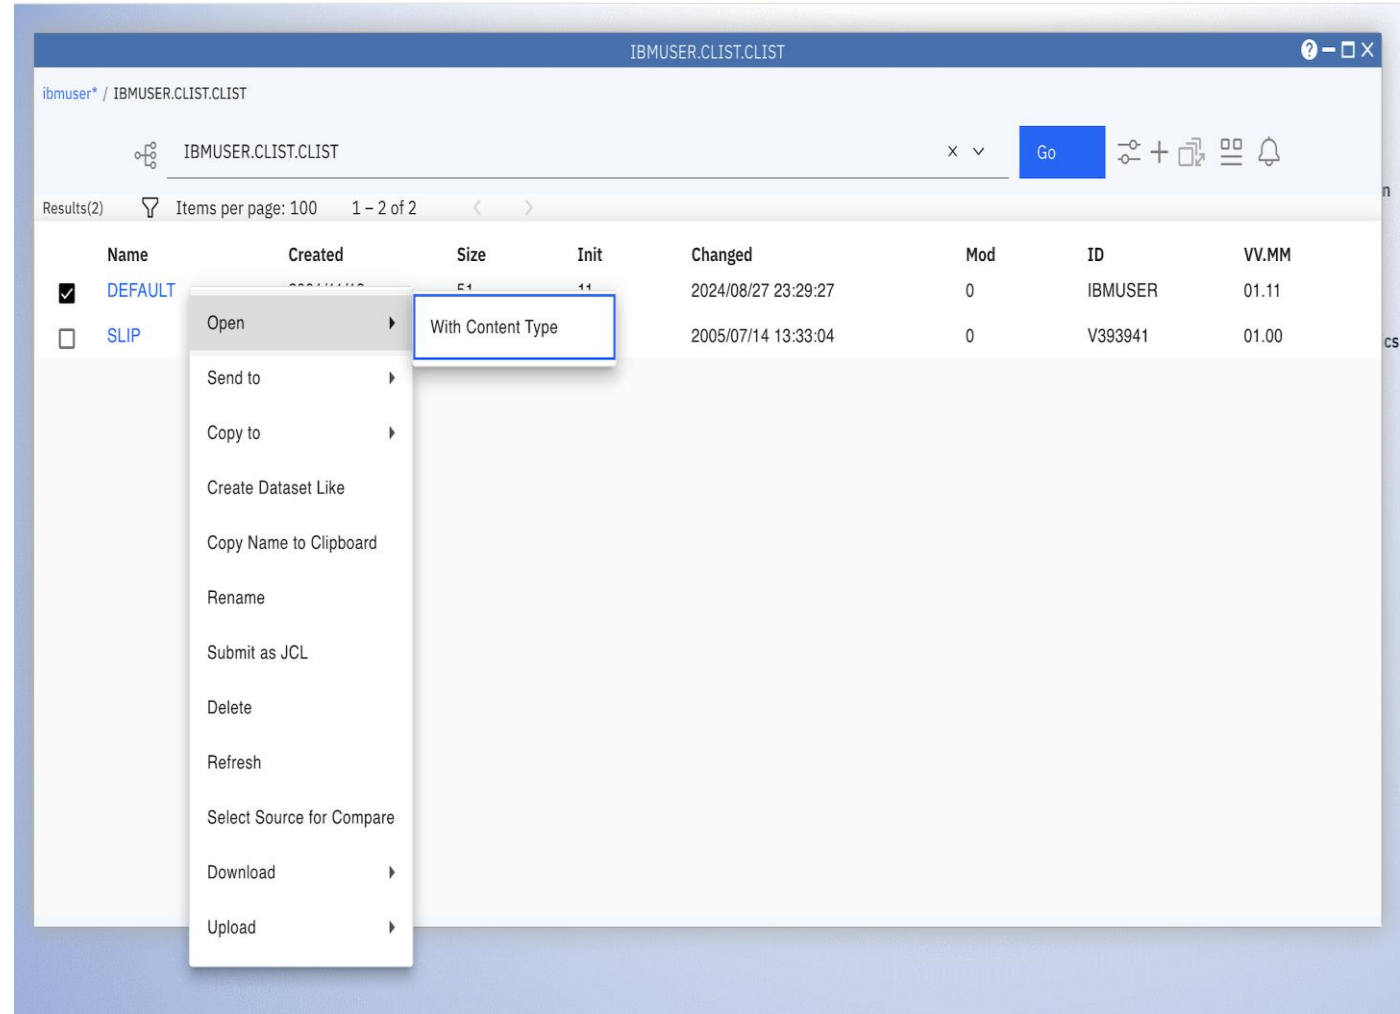 IBMUSER.CLIST.CLIST
ibmuser* / IBMUSER.CLIST.CLIST
IBMUSER.CLIST.CLIST
Go
Results(2) Items per page: 100 1 – 2 of 2
Name Created Size Init Changed Mod ID VV.MM
DEFAULT 51 11 2024/08/27 23:29:27 0 IBMUSER 01.11
SLIP 2005/07/14 13:33:04 0 V393941 01.00
Open
With Content Type
Send to
Copy to
Create Dataset Like
Copy Name to Clipboard
Rename
Submit as JCL
Delete
Refresh
Select Source for Compare
Download
Upload
n
cs